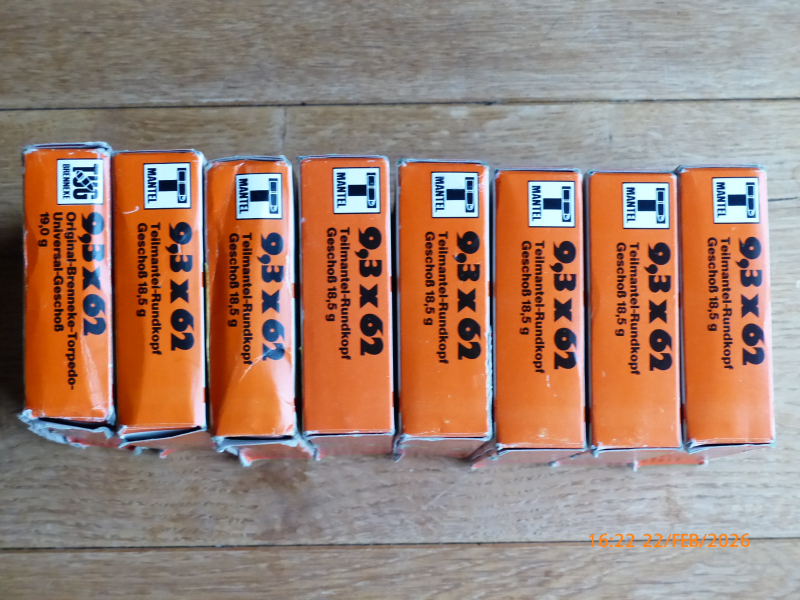 TUG
BRENNEKE
9,3 x 62
Original-Brenneke-Torpedo-
Universal-Geschoß
19,0 g
T
MANTEL
9,3 x 62
Teilmantel-Rundkopf
Geschoß 18,5 g
T
MANTEL
9,3 x 62
Teilmantel-Rundkopf
Geschoß 18,5 g
T
MANTEL
9,3 x 62
Teilmantel-Rundkopf
Geschoß 18,5 g
T
MANTEL
9,3 x 62
Teilmantel-Rundkopf
Geschoß 18,5 g
T
MANTEL
9,3 x 62
Teilmantel-Rundkopf
Geschoß 18,5 g
T
MANTEL
9,3 x 62
Teilmantel-Rundkopf
Geschoß 18,5 g
T
MANTEL
9,3 x 62
Teilmantel-Rundkopf
Geschoß 18,5 g
16:22 22/FEB/2026